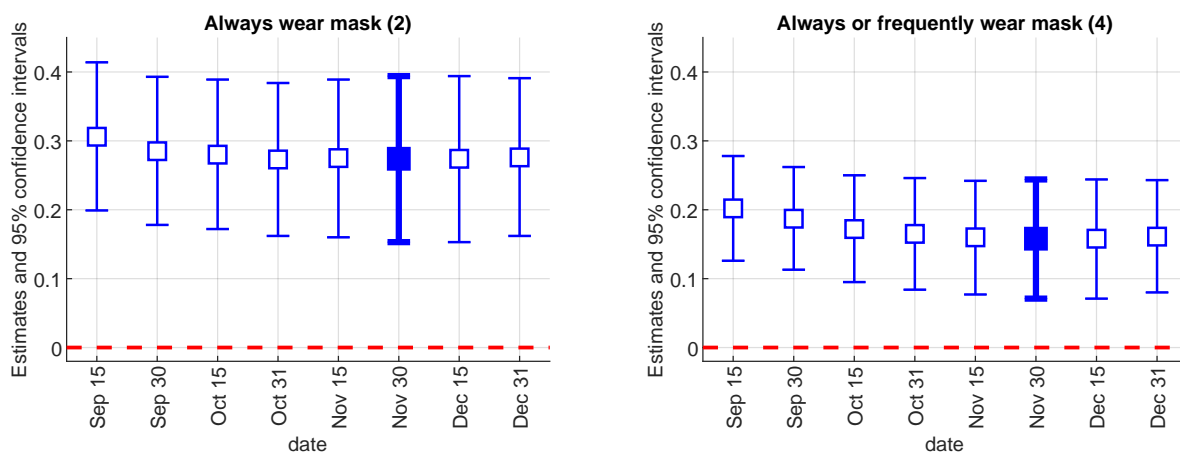 Always wear mask (2)
Estimates and 95% confidence intervals
0.4
0.3
0.2
0.1
0
Sep 15
Sep 30
Oct 15
Oct 31
Nov 15
Nov 30
Dec 15
Dec 31
date
Always or frequently wear mask (4)
Estimates and 95% confidence intervals
0.4
0.3
0.2
0.1
0
Sep 15
Sep 30
Oct 15
Oct 31
Nov 15
Nov 30
Dec 15
Dec 31
date